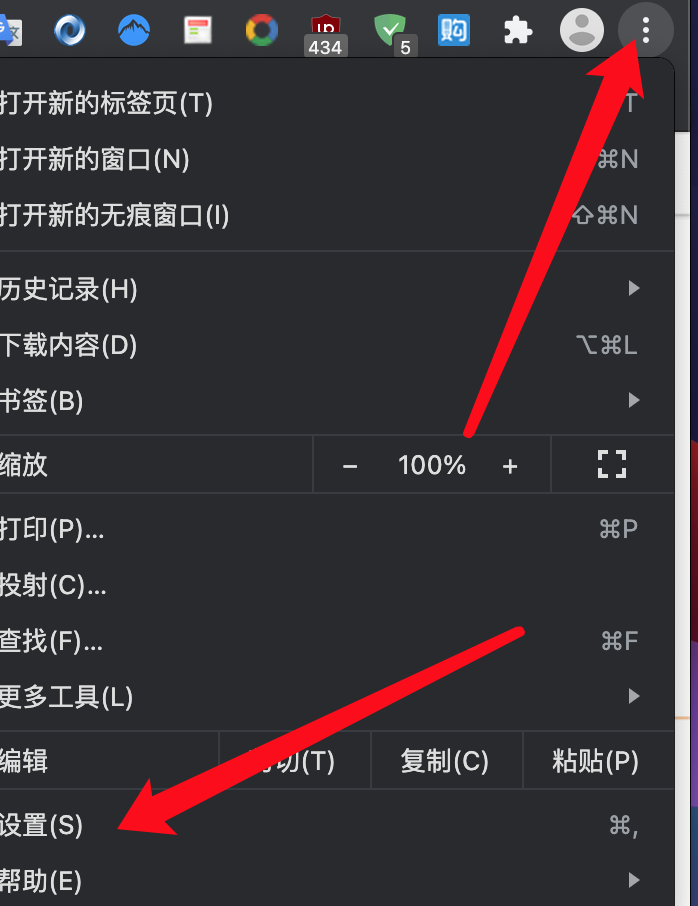 文
434
5
购
打开新的标签页(T) T
打开新的窗口(N) ⌘N
打开新的无痕窗口(I) ⇧⌘N
历史记录(H)
下载内容(D) ⌥⌘L
书签(B)
缩放 − 100% +
打印(P)... ⌘P
投射(C)...
查找(F)... ⌘F
更多工具(L)
编辑 切(T) 复制(C) 粘贴(P)
设置(S) ⌘,
帮助(E)